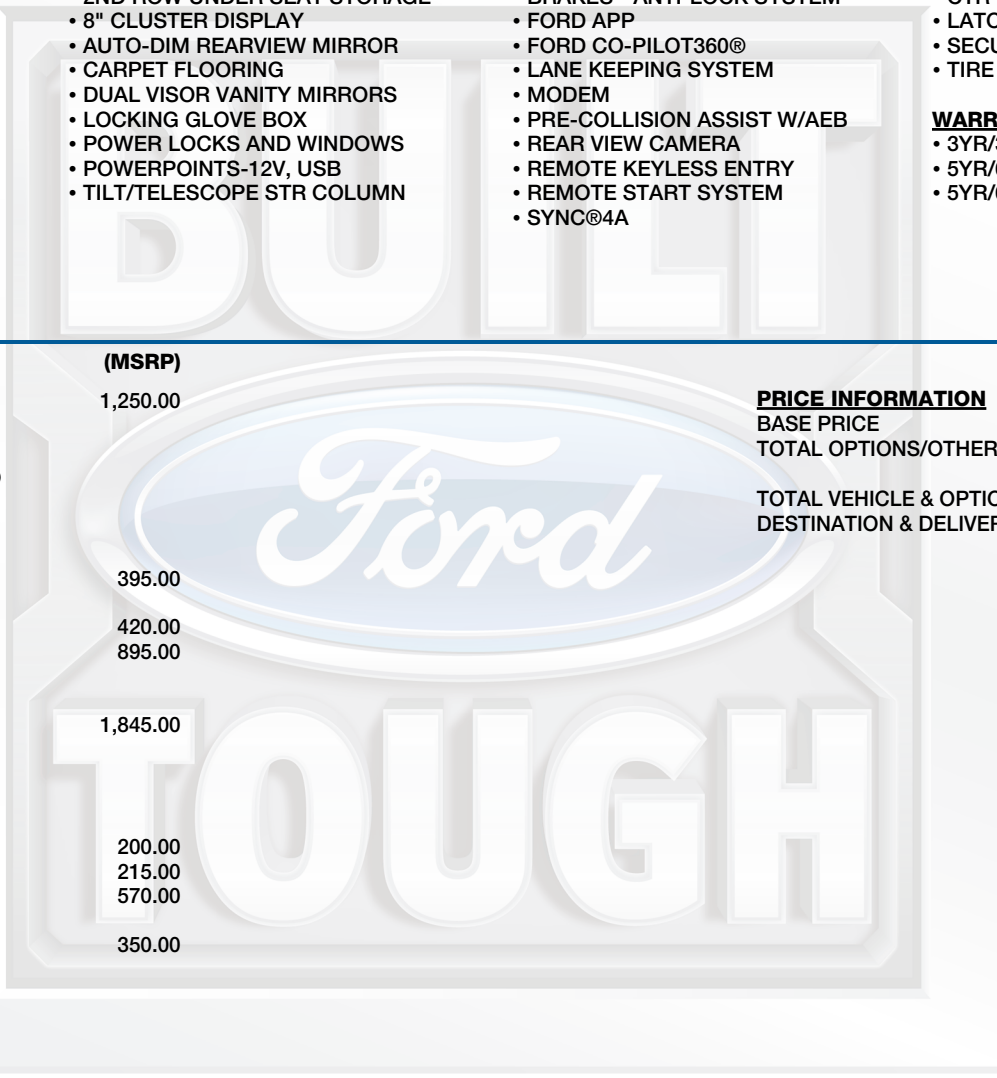 • 8" CLUSTER DISPLAY
• AUTO-DIM REARVIEW MIRROR
• CARPET FLOORING
• DUAL VISOR VANITY MIRRORS
• LOCKING GLOVE BOX
• POWER LOCKS AND WINDOWS
• POWERPOINTS-12V, USB
• TILT/TELESCOPE STR COLUMN
• FORD APP
• FORD CO-PILOT360®
• LANE KEEPING SYSTEM
• MODEM
• PRE-COLLISION ASSIST W/AEB
• REAR VIEW CAMERA
• REMOTE KEYLESS ENTRY
• REMOTE START SYSTEM
• SYNC®4A
• TIRE
BUILT
(MSRP)
1,250.00
395.00
420.00
895.00
1,845.00
200.00
215.00
570.00
350.00
Ford
TOUGH
PRICE INFORMATION
BASE PRICE
TOTAL OPTIONS/OTHER
TOTAL VEHICLE &
DESTINATION &